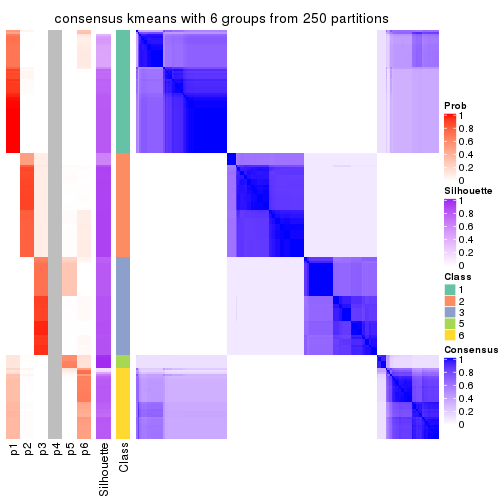 consensus kmeans with 6 groups from 250 partitions
Prob
1
0.8
0.6
0.4
0.2
0
Silhouette
1
0.8
0.6
0.4
0.2
0
Class
1
2
3
5
6
Consensus
1
0.8
0.6
0.4
0.2
0
p1
p2
p3
p4
p5
p6
Silhouette
Class